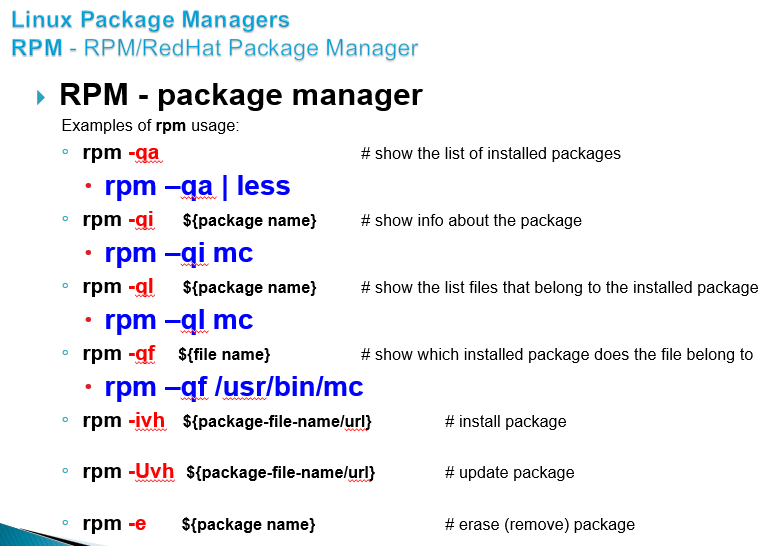 Linux Package Managers
RPM - RPM/RedHat Package Manager
RPM - package manager
Examples of rpm usage:
rpm -qa # show the list of installed packages
rpm –qa | less
rpm -qi ${package name} # show info about the package
rpm –qi mc
rpm -ql ${package name} # show the list files that belong to the installed package
rpm –ql mc
rpm -qf ${file name} # show which installed package does the file belong to
rpm –qf /usr/bin/mc
rpm -ivh ${package-file-name/url} # install package
rpm -Uvh ${package-file-name/url} # update package
rpm -e ${package name} # erase (remove) package